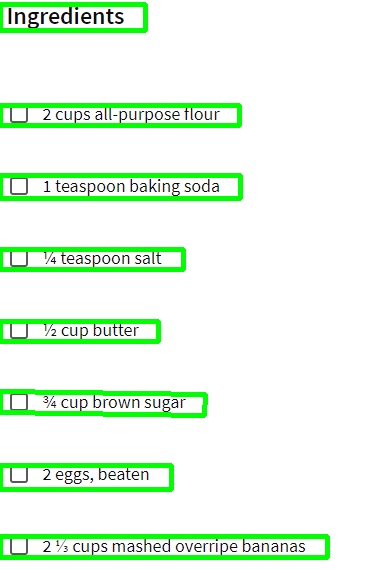 Ingredients
2 cups all-purpose flour
1 teaspoon baking soda
¼ teaspoon salt
½ cup butter
¾ cup brown sugar
2 eggs, beaten
2 ⅓ cups mashed overripe bananas